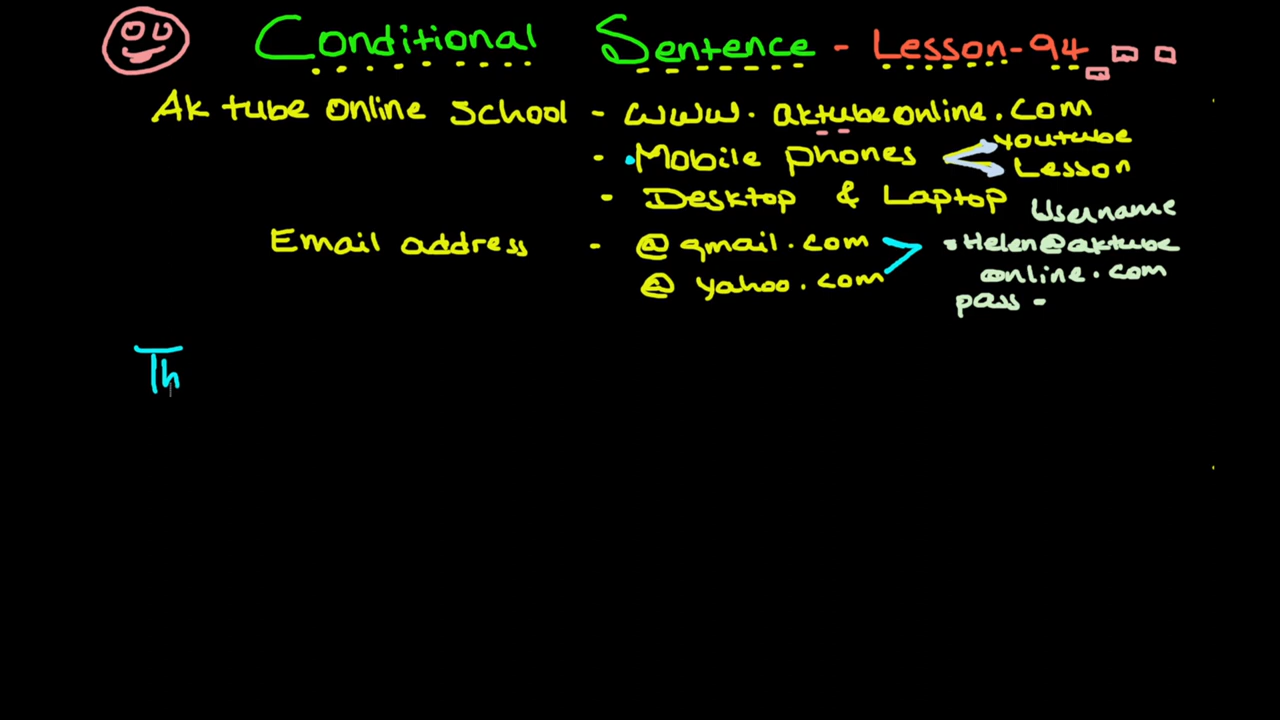 Conditional Sentence - Lesson-94
Ak tube Online School - www.aktubeonline.com
- Mobile phones
Youtube
Lesson
- Desktop & Laptop
Username
Email address - @gmail.com
@yahoo.com
Helen@aktube
online.com
pass -
Th